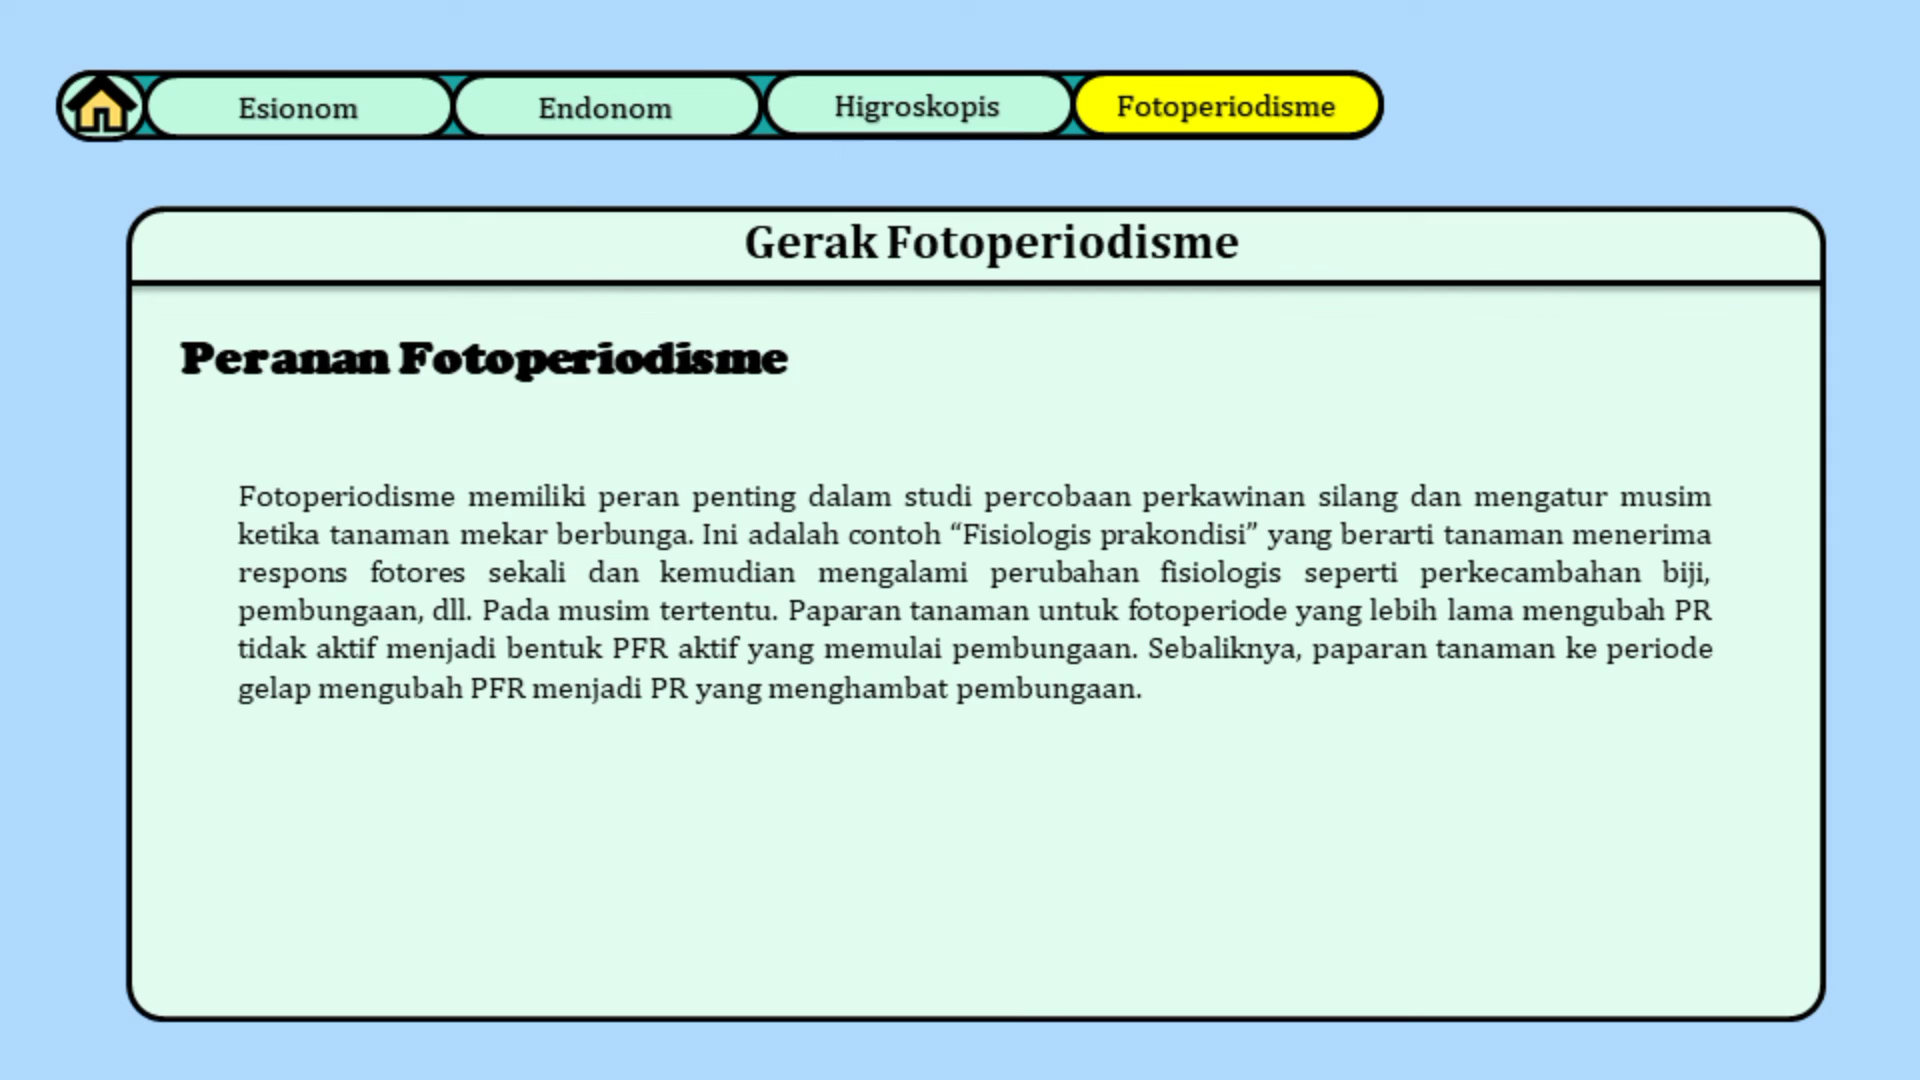 Esionom
Endonom
Higroskopis
Fotoperiodisme
Gerak Fotoperiodisme
Peranan Fotoperiodisme
Fotoperiodisme memiliki peran penting dalam studi percobaan perkawinan silang dan mengatur musim
ketika tanaman mekar berbunga. Ini adalah contoh “Fisiologis prakondisi” yang berarti tanaman menerima
respons fotores sekali dan kemudian mengalami perubahan fisiologis seperti perkecambahan biji,
pembungaan, dll. Pada musim tertentu. Paparan tanaman untuk fotoperiode yang lebih lama mengubah PR
tidak aktif menjadi bentuk PFR aktif yang memulai pembungaan. Sebaliknya, paparan tanaman ke periode
gelap mengubah PFR menjadi PR yang menghambat pembungaan.